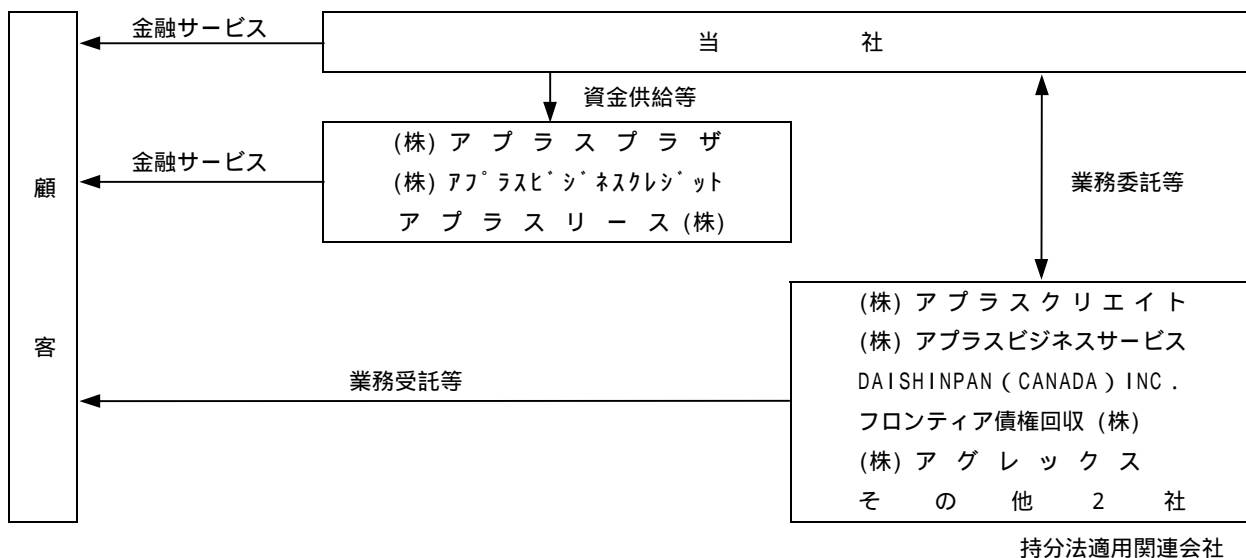 金融サービス
当社
資金供給等
(株)アプラスプラザ
(株)アプラスビジネスクレジット
アプラスリース(株)
金融サービス
顧客
業務委託等
(株)アプラスクリエイト
(株)アプラスビジネスサービス
DAISHINPAN(CANADA)INC.
フロンティア債権回収(株)
(株)アグレックス
その他2社
業務受託等
持分法適用関連会社